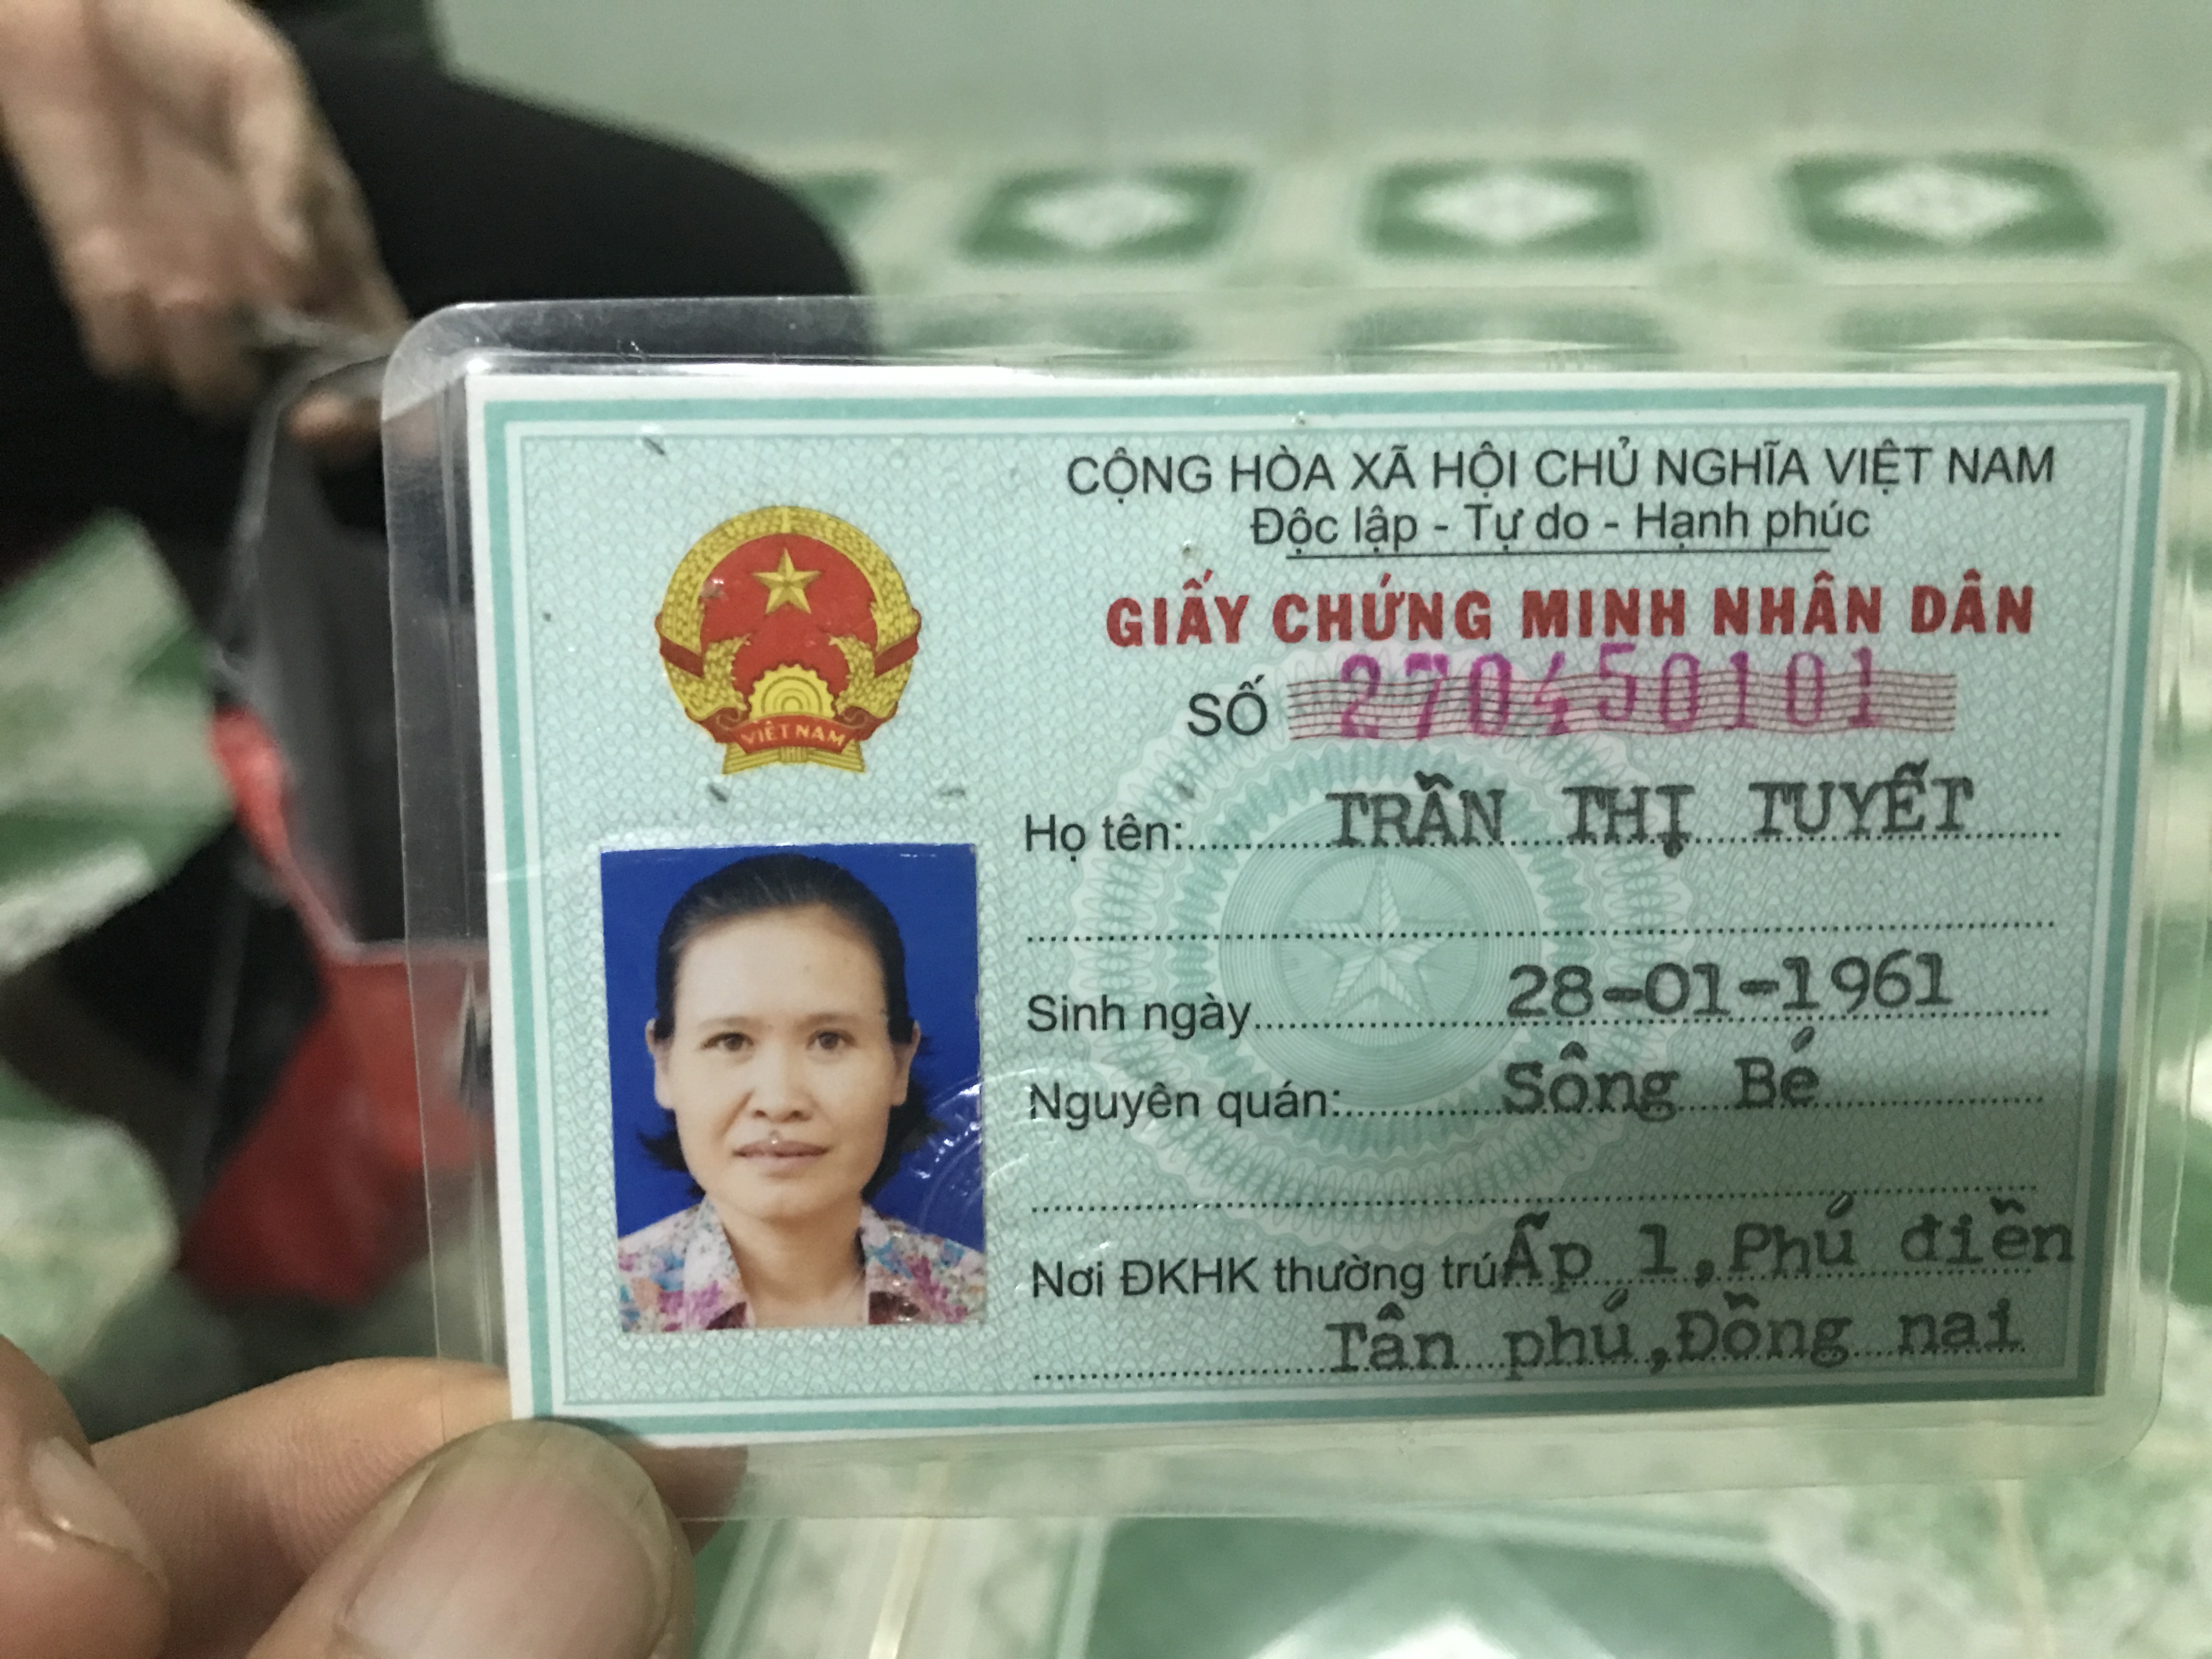 CỘNG HÒA XÃ HỘI CHỦ NGHĨA VIỆT NAM
Độc lập - Tự do - Hạnh phúc
GIẤY CHỨNG MINH NHÂN DÂN
SỐ 270450101
Họ tên: TRẦN THỊ TUYẾT
Sinh ngày 28-01-1961
Nguyên quán: Sông Bé
Nơi ĐKHK thường trú: Ấp 1, Phú điền
Tân phú, Đồng nai
VIỆT NAM